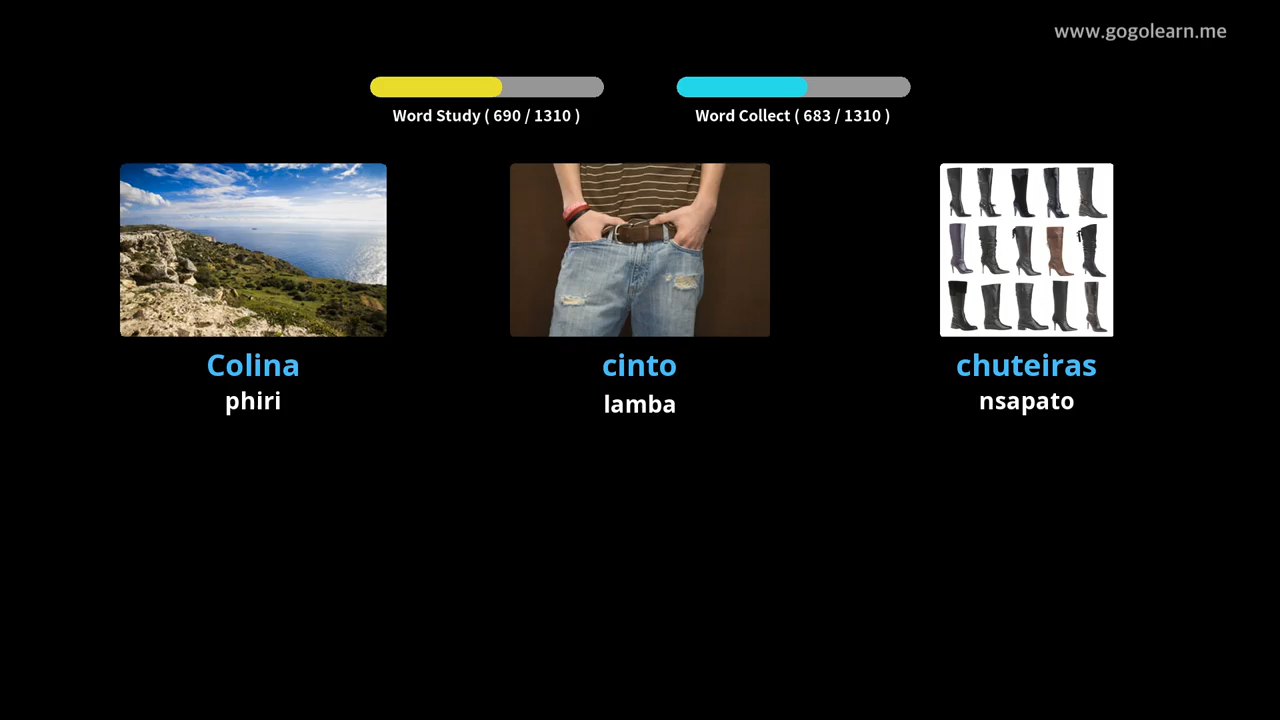 www.gogolearn.me
Word Study ( 690 / 1310 )
Word Collect ( 683 / 1310 )
Colina
cinto
chuteiras
phiri
lamba
nsapato